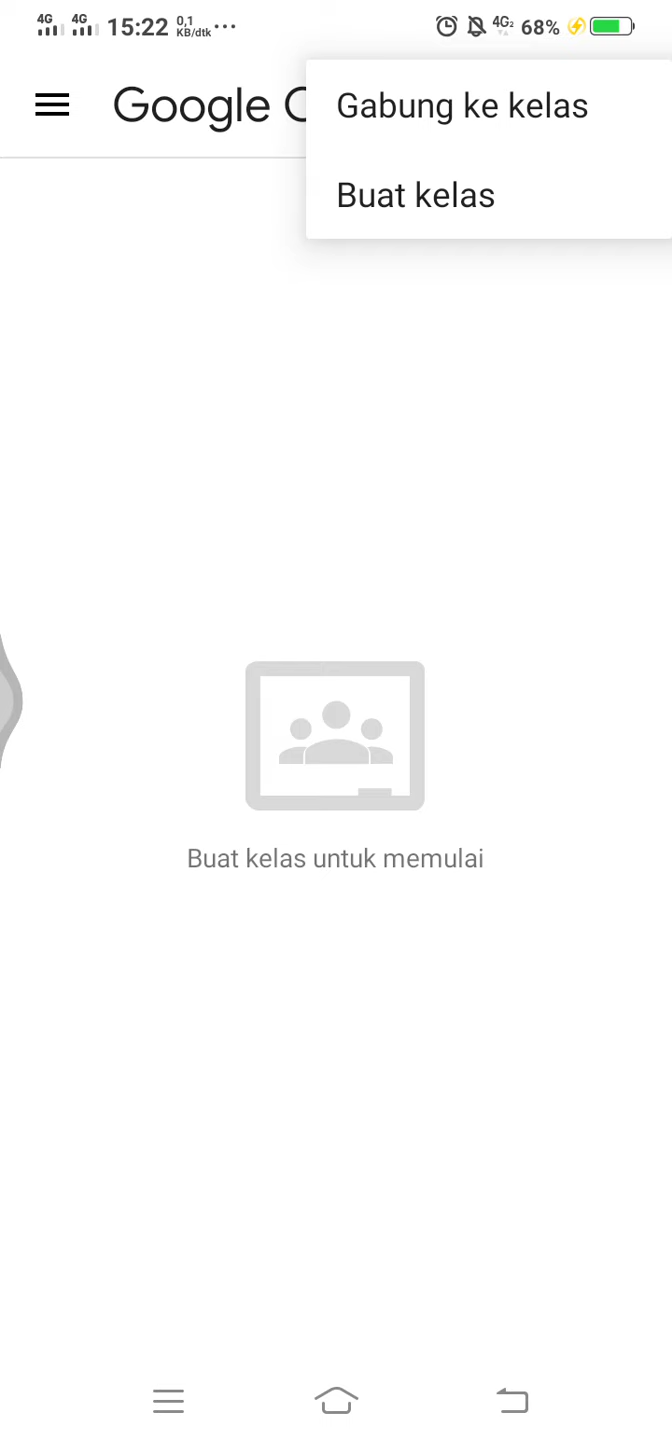 4G 4G 15:22 0,1 KB/dtk ... 4G2 68%
Google C
Gabung ke kelas
Buat kelas
Buat kelas untuk memulai